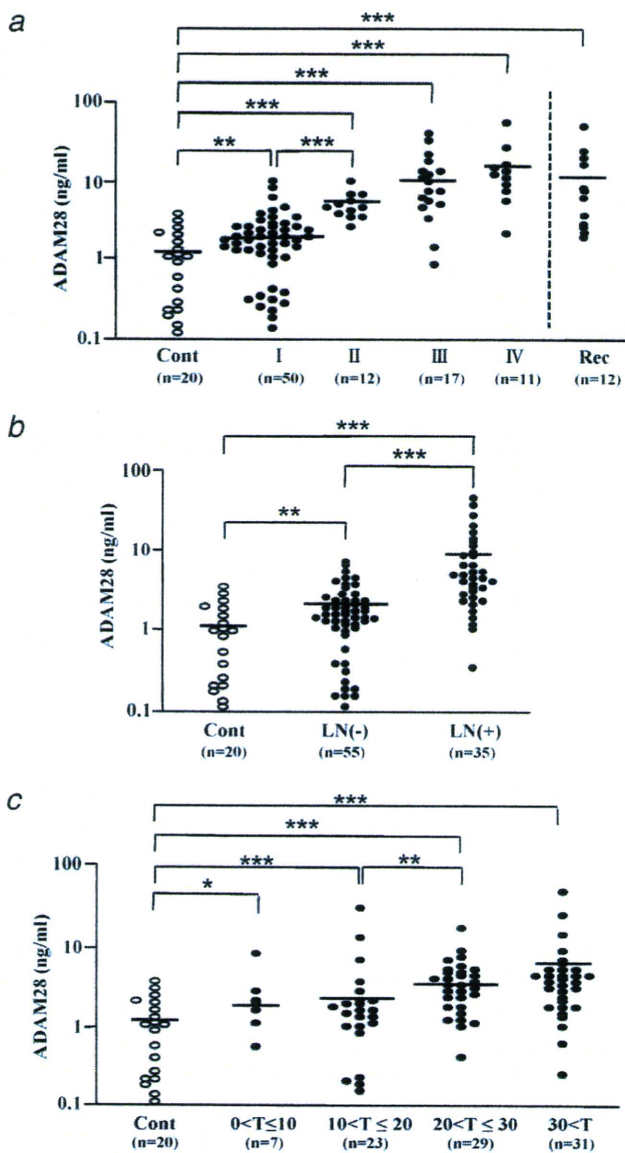 a
***
***
***
***
** ***
100
10
1
0.1
ADAM28 (ng/ml)
Cont I II III IV Rec
(n=20) (n=50) (n=12) (n=17) (n=11) (n=12)
b
***
***
**
100
10
1
0.1
ADAM28 (ng/ml)
Cont LN(-) LN(+)
(n=20) (n=55) (n=35)
c
***
***
*** **
*
100
10
1
0.1
ADAM28 (ng/ml)
Cont 0<T≤10 10<T ≤ 20 20<T ≤ 30 30<T
(n=20) (n=7) (n=23) (n=29) (n=31)